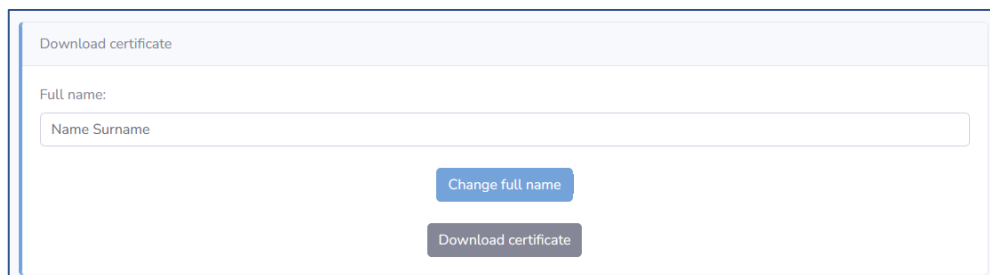 Download certificate
Full name:
Name Surname
Change full name
Download certificate